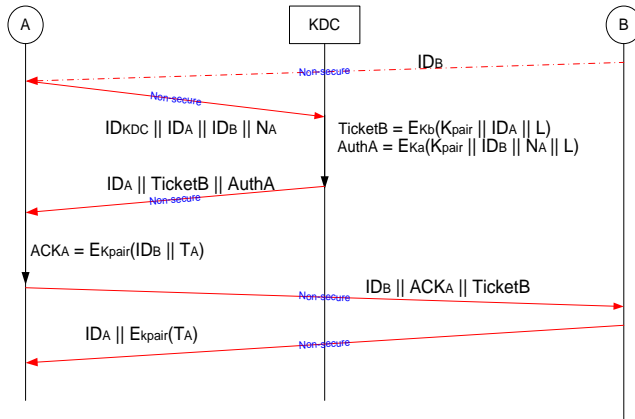 A
KDC
B
IDB
Non-secure
Non-secure
IDKDC || IDA || IDB || NA
TicketB = EKb(Kpair || IDA || L)
AuthA = EKa(Kpair || IDB || NA || L)
IDA || TicketB || AuthA
Non-secure
ACKA = EKpair(IDB || TA)
IDB || ACKA || TicketB
Non-secure
IDA || Ekpair(TA)
Non-secure